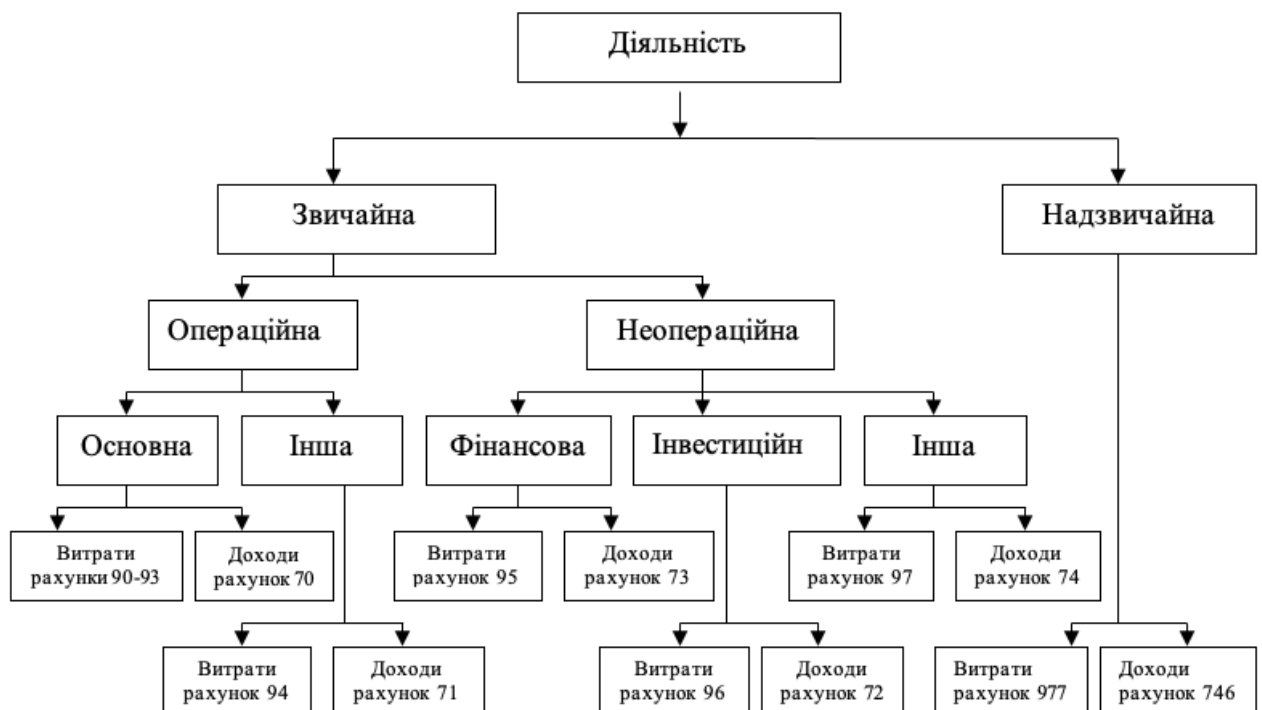 Діяльність
Звичайна
Надзвичайна
Операційна
Неопераційна
Основна
Інша
Фінансова
Інвестиційн
Інша
Витрати
рахунки 90-93
Доходи
рахунок 70
Витрати
рахунок 95
Доходи
рахунок 73
Витрати
рахунок 97
Доходи
рахунок 74
Витрати
рахунок 94
Доходи
рахунок 71
Витрати
рахунок 96
Доходи
рахунок 72
Витрати
рахунок 977
Доходи
рахунок 746